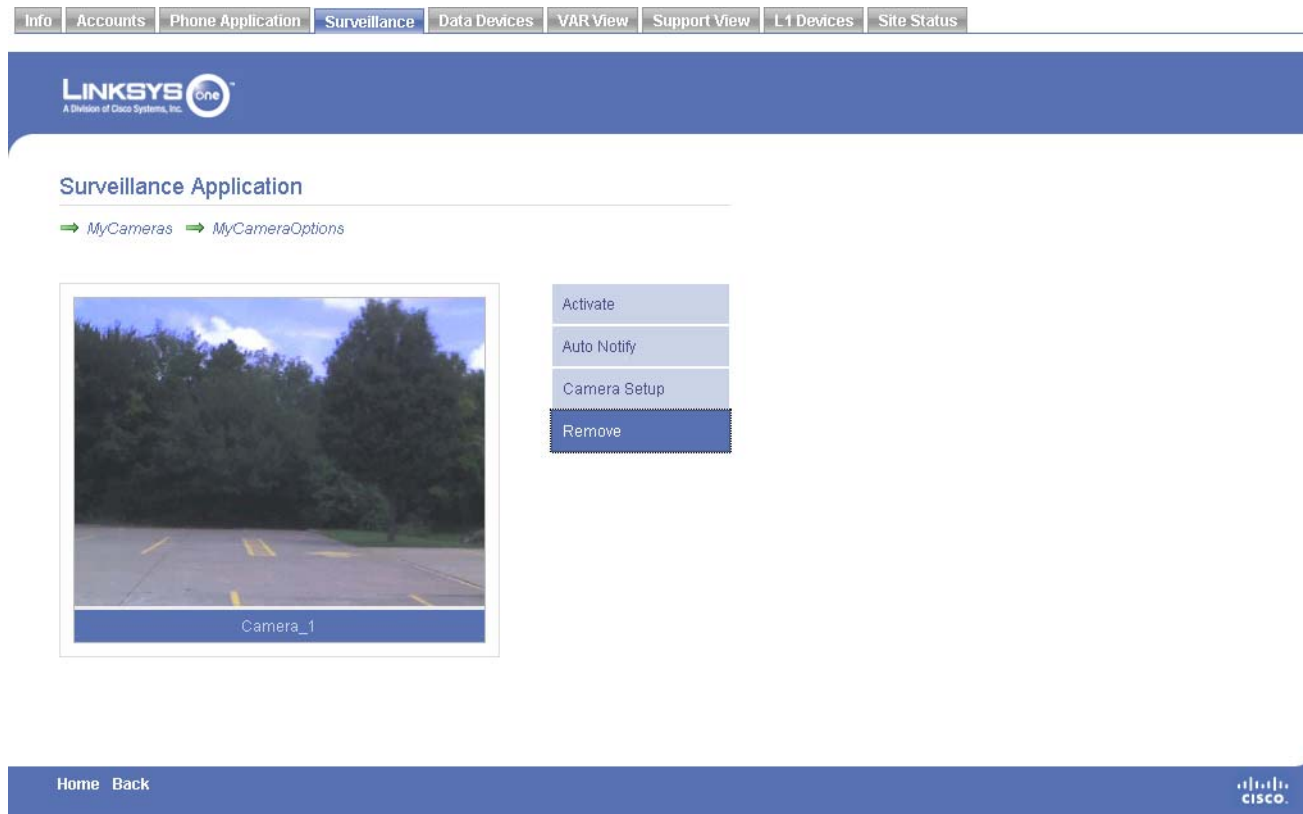 Info Accounts Phone Application Surveillance Data Devices VAR View Support View L1 Devices Site Status
LINKSYS one™
A Division of Cisco Systems, Inc.
Surveillance Application
MyCameras MyCameraOptions
Activate
Auto Notify
Camera Setup
Remove
Camera_1
Home Back
CISCO.